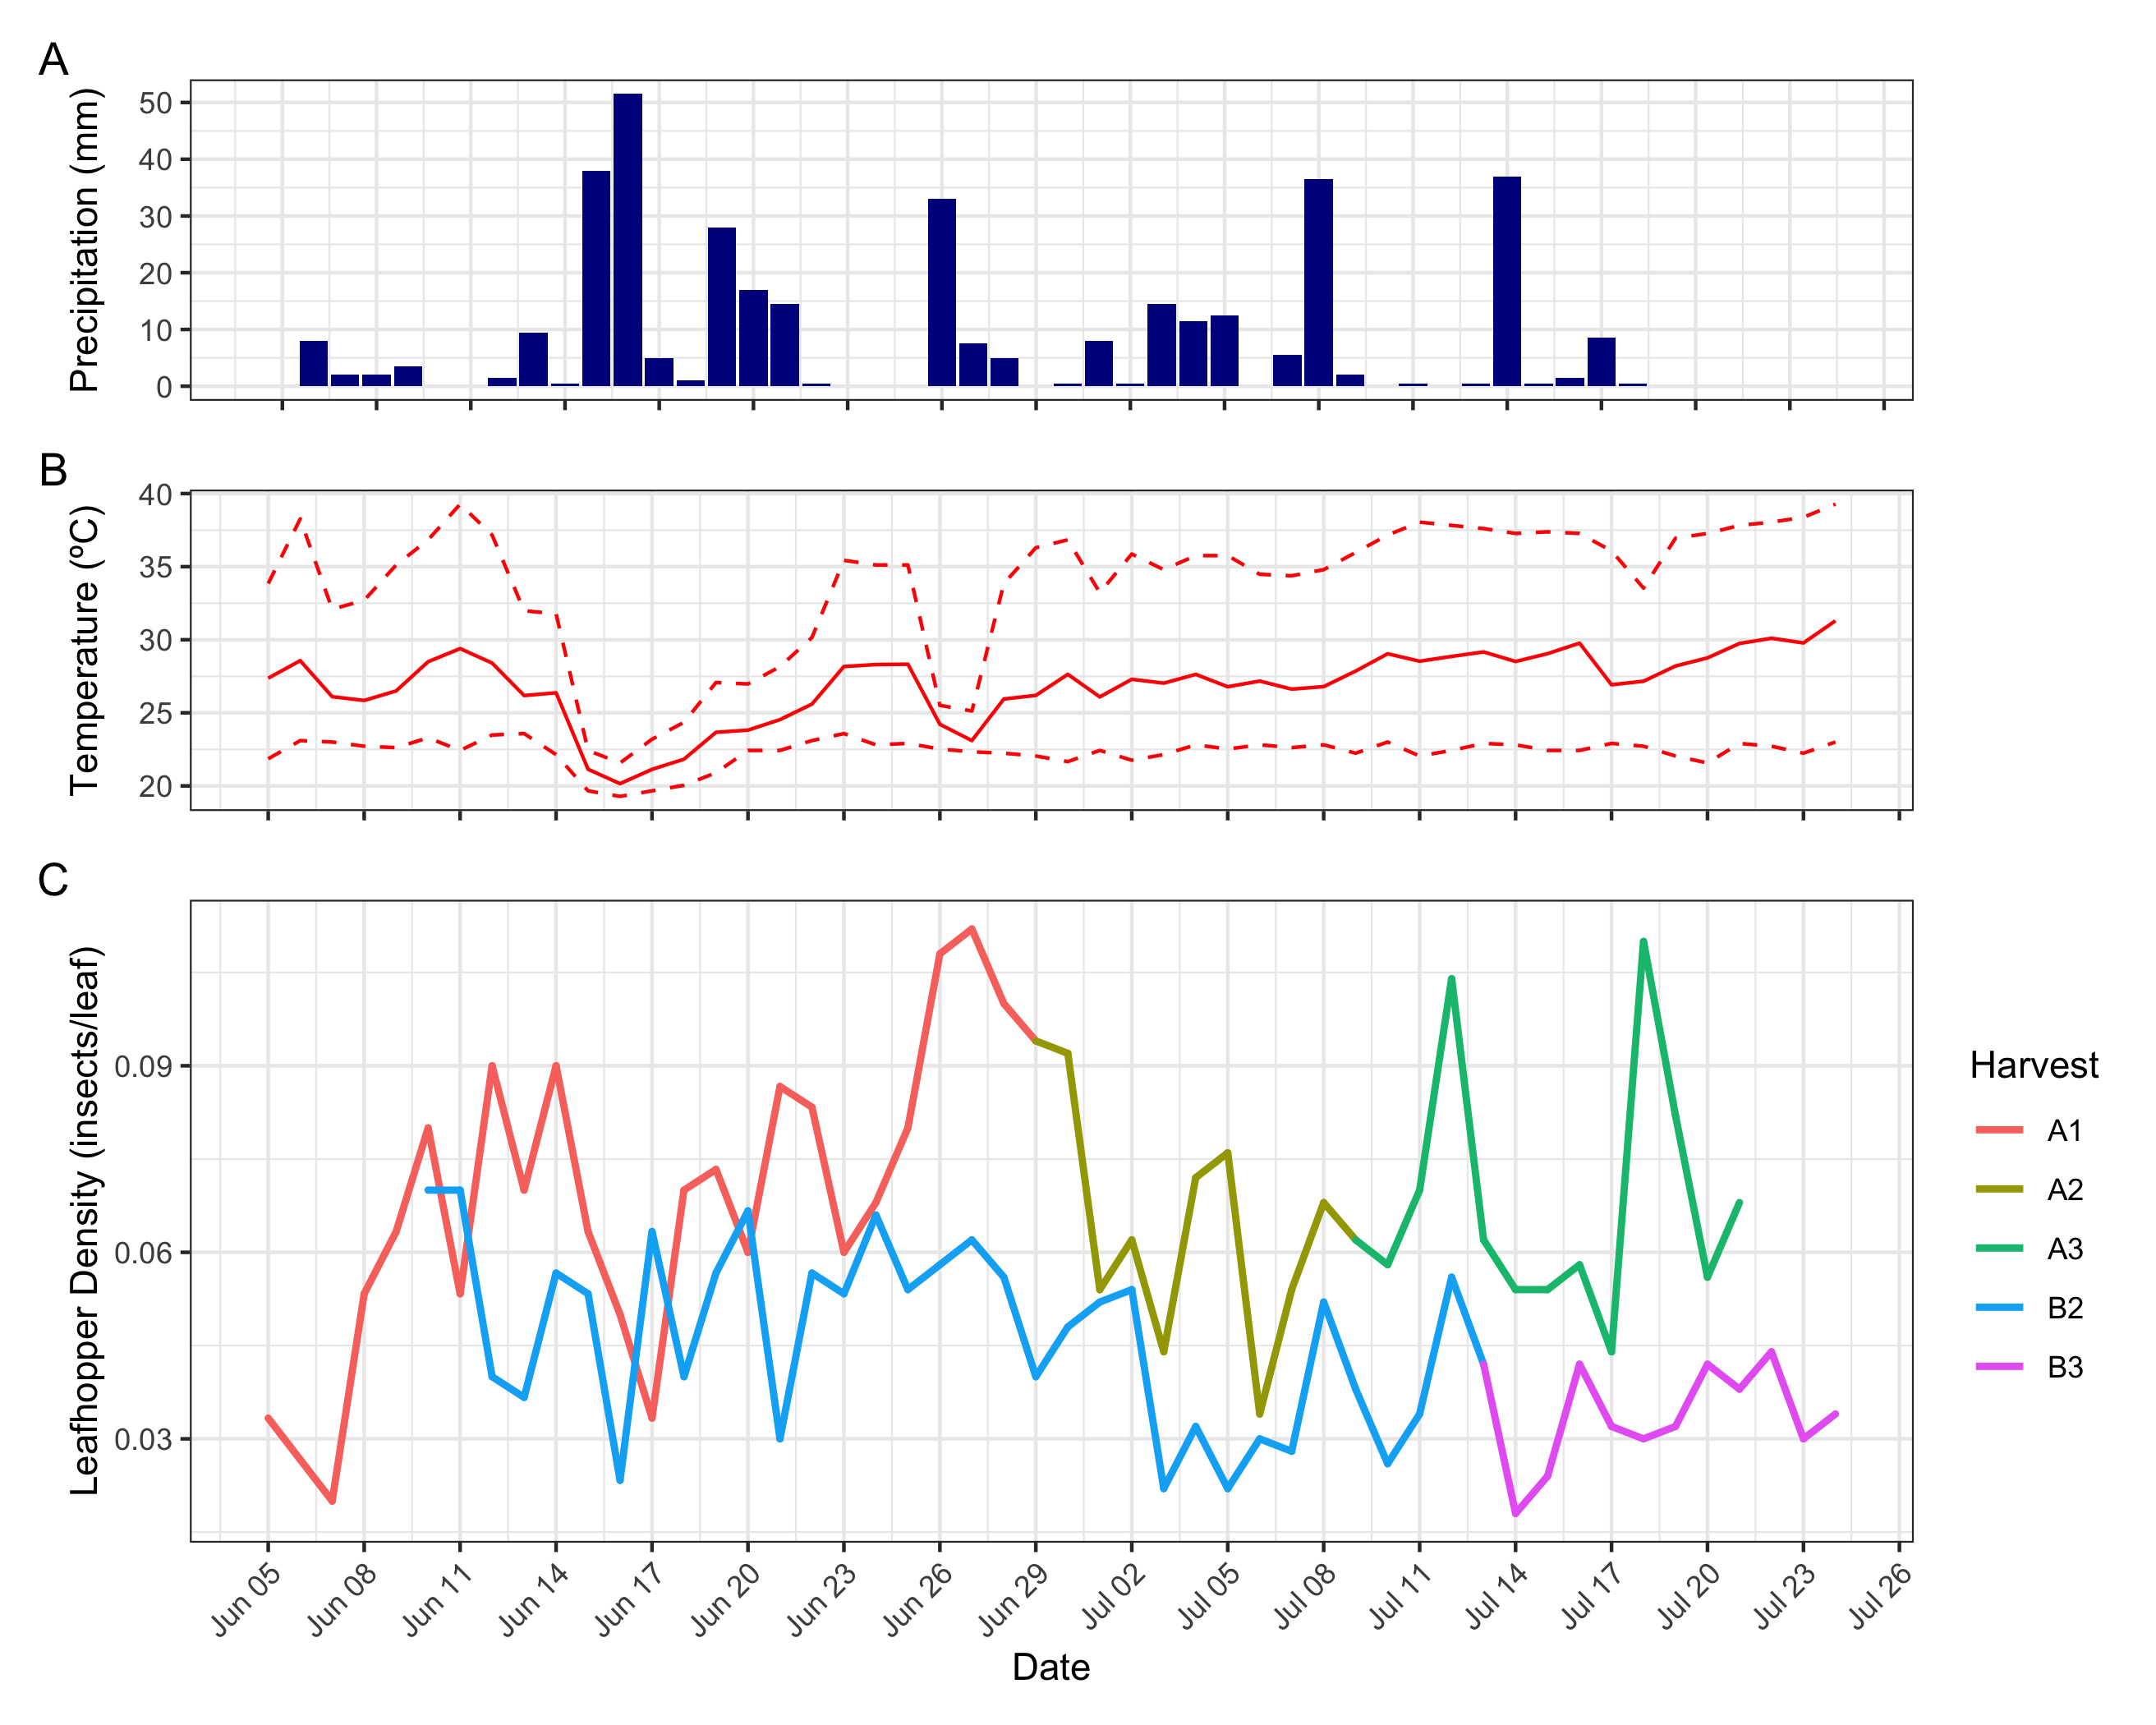 A
Precipitation (mm)
50
40
30
20
10
0
B
Temperature (ºC)
40
35
30
25
20
C
Leafhopper Density (insects/leaf)
0.09
0.06
0.03
Jun 05
Jun 08
Jun 11
Jun 14
Jun 17
Jun 20
Jun 23
Jun 26
Jun 29
Jul 02
Jul 05
Jul 08
Jul 11
Jul 14
Jul 17
Jul 20
Jul 23
Jul 26
Date
Harvest
A1
A2
A3
B2
B3